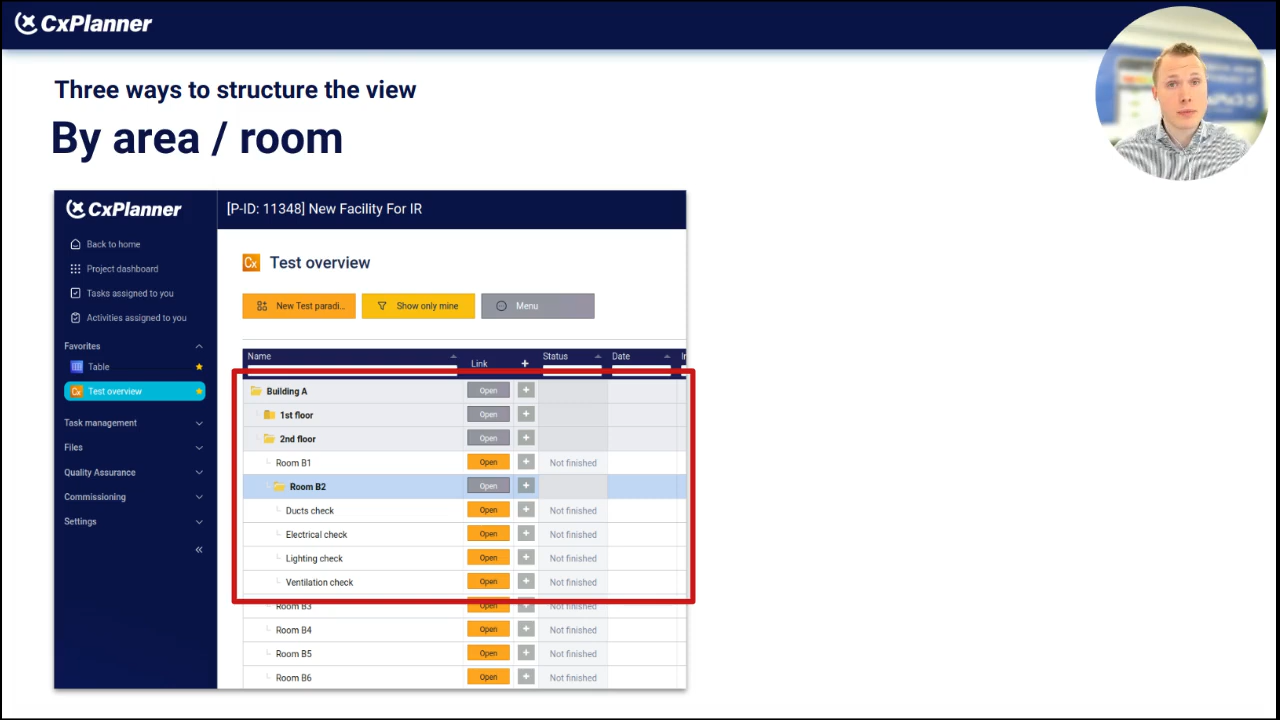 CxPlanner
Three ways to structure the view
By area / room
CxPlanner
[P-ID: 11348] New Facility For IR
Back to home
Project dashboard
Tasks assigned to you
Activities assigned to you
Favorites
Table
Test overview
Task management
Files
Quality Assurance
Commissioning
Settings
«
Cx Test overview
New Test paradi... Show only mine Menu
Name Link + Status Date
Building A Open +
1st floor Open +
2nd floor Open +
Room B1 Open + Not finished
Room B2 Open +
Ducts check Open + Not finished
Electrical check Open + Not finished
Lighting check Open + Not finished
Ventilation check Open + Not finished
Room B3 Open + Not finished
Room B4 Open + Not finished
Room B5 Open + Not finished
Room B6 Open + Not finished